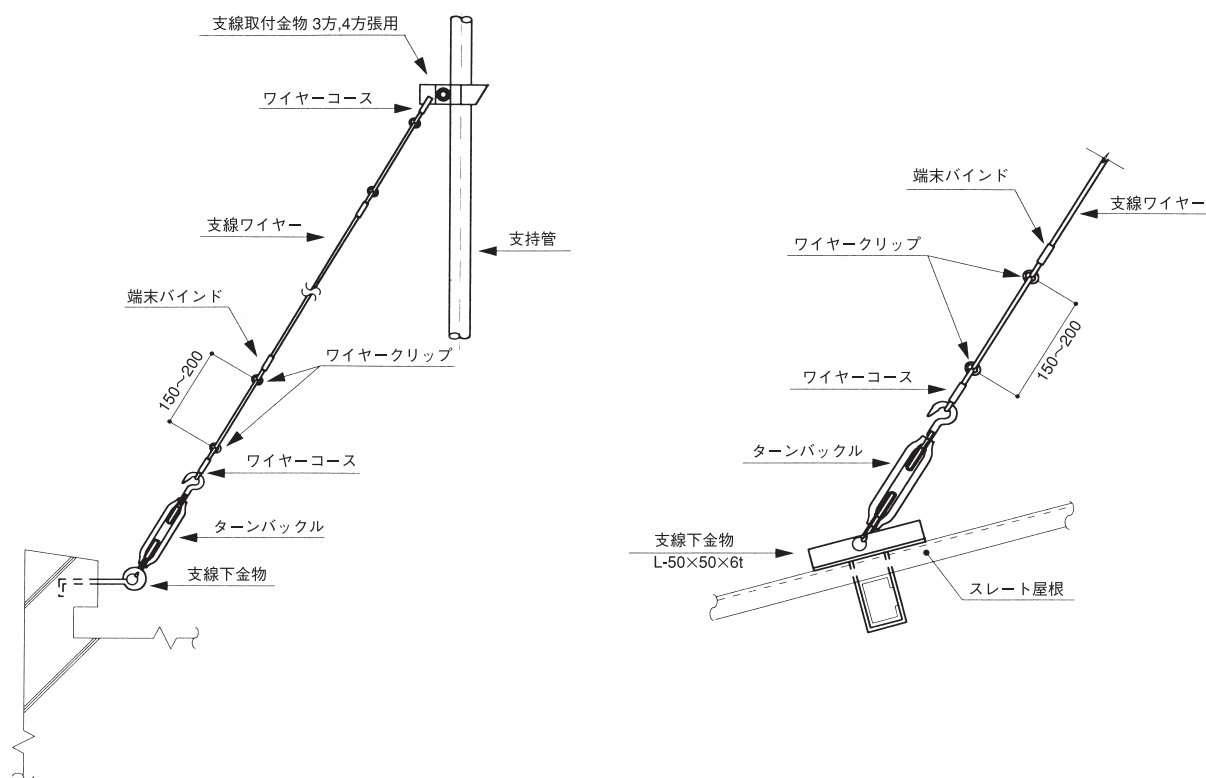 支線取付金物 3方,4方張用
ワイヤーコース
支線ワイヤー
支持管
端末バインド
ワイヤークリップ
150~200
ワイヤーコース
ターンバックル
支線下金物
端末バインド
支線ワイヤー
ワイヤークリップ
150~200
ワイヤーコース
ターンバックル
支線下金物
L-50×50×6t
スレート屋根